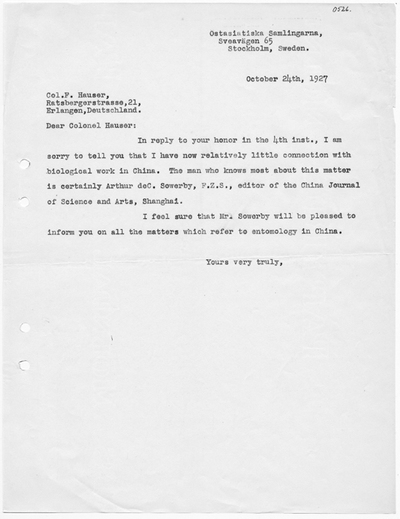 0526.
Östasiatiska Samlingarna,
Sveavägen 65
Stockholm, Sweden.
October 24th, 1927
Col.F. Hauser,
Ratsbergerstrasse,21,
Erlangen,Deutschland.
Dear Colonel Hauser:
In reply to your honor in the 4th inst., I am
sorry to tell you that I have now relatively little connection with
biological work in China. The man who knows most about this matter
is certainly Arthur deC. Sowerby, F.Z.S., editor of the China Journal
of Science and Arts, Shanghai.
I feel sure that Mr. Sowerby will be pleased to
inform you on all the matters which refer to entomology in China.
Yours very truly,